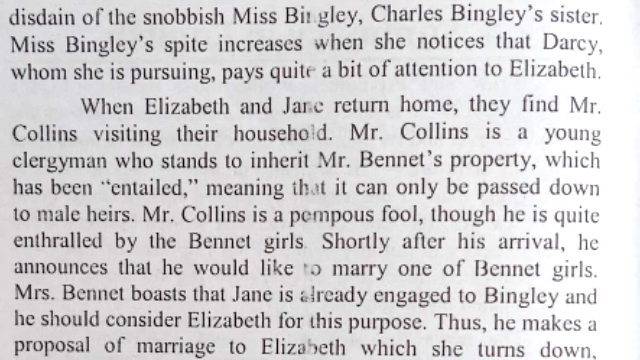 disdain of the snobbish Miss Bingley, Charles Bingley's sister.
Miss Bingley's spite increases when she notices that Darcy,
whom she is pursuing, pays quite a bit of attention to Elizabeth.
When Elizabeth and Jane return home, they find Mr.
Collins visiting their household. Mr. Collins is a young
clergyman who stands to inherit Mr. Bennet's property, which
has been “entailed,” meaning that it can only be passed down
to male heirs. Mr. Collins is a pompous fool, though he is quite
enthralled by the Bennet girls. Shortly after his arrival, he
announces that he would like to marry one of Bennet girls.
Mrs. Bennet boasts that Jane is already engaged to Bingley and
he should consider Elizabeth for this purpose. Thus, he makes a
proposal of marriage to Elizabeth which she turns down,